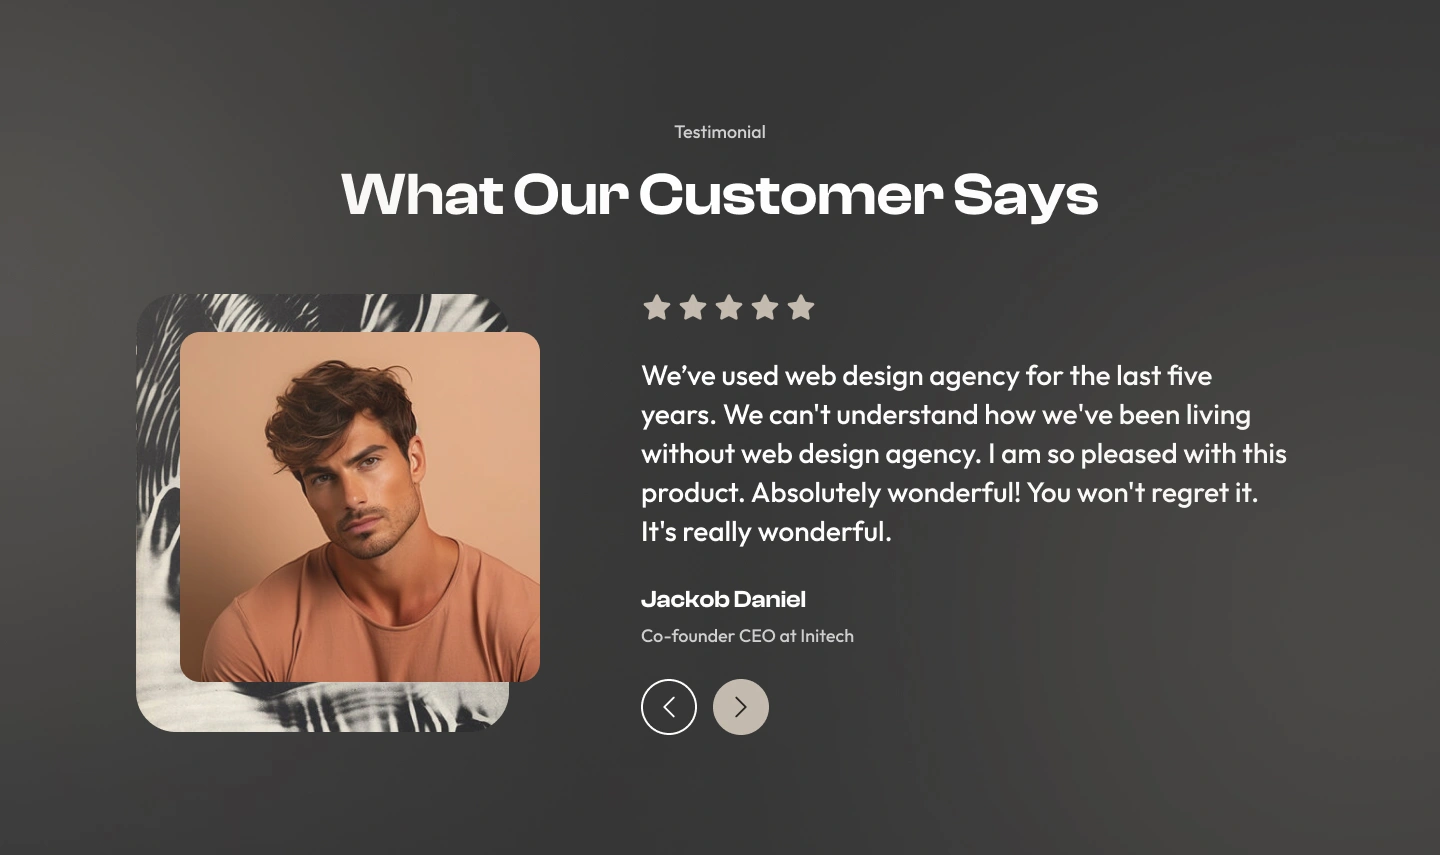 Testimonial
What Our Customer Says
We’ve used web design agency for the last five
years. We can't understand how we've been living
without web design agency. I am so pleased with this
product. Absolutely wonderful! You won't regret it.
It's really wonderful.
Jackob Daniel
Co-founder CEO at Initech